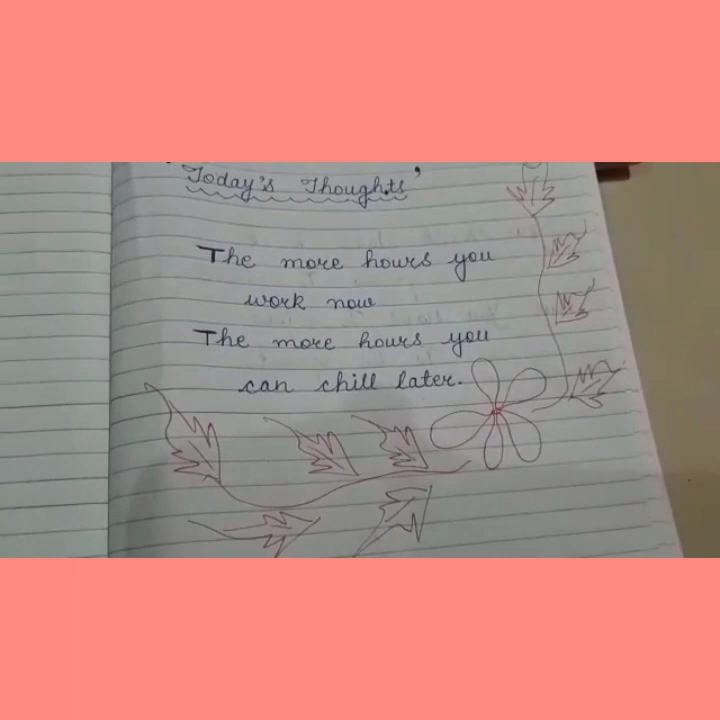 Today's Thoughts'
The more hours you
work now
The more hours you
can chill later.